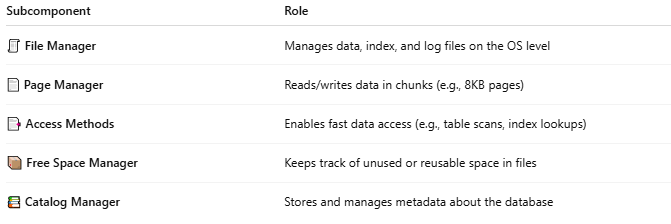 Subcomponent Role
File Manager Manages data, index, and log files on the OS level
Page Manager Reads/writes data in chunks (e.g., 8KB pages)
Access Methods Enables fast data access (e.g., table scans, index lookups)
Free Space Manager Keeps track of unused or reusable space in files
Catalog Manager Stores and manages metadata about the database